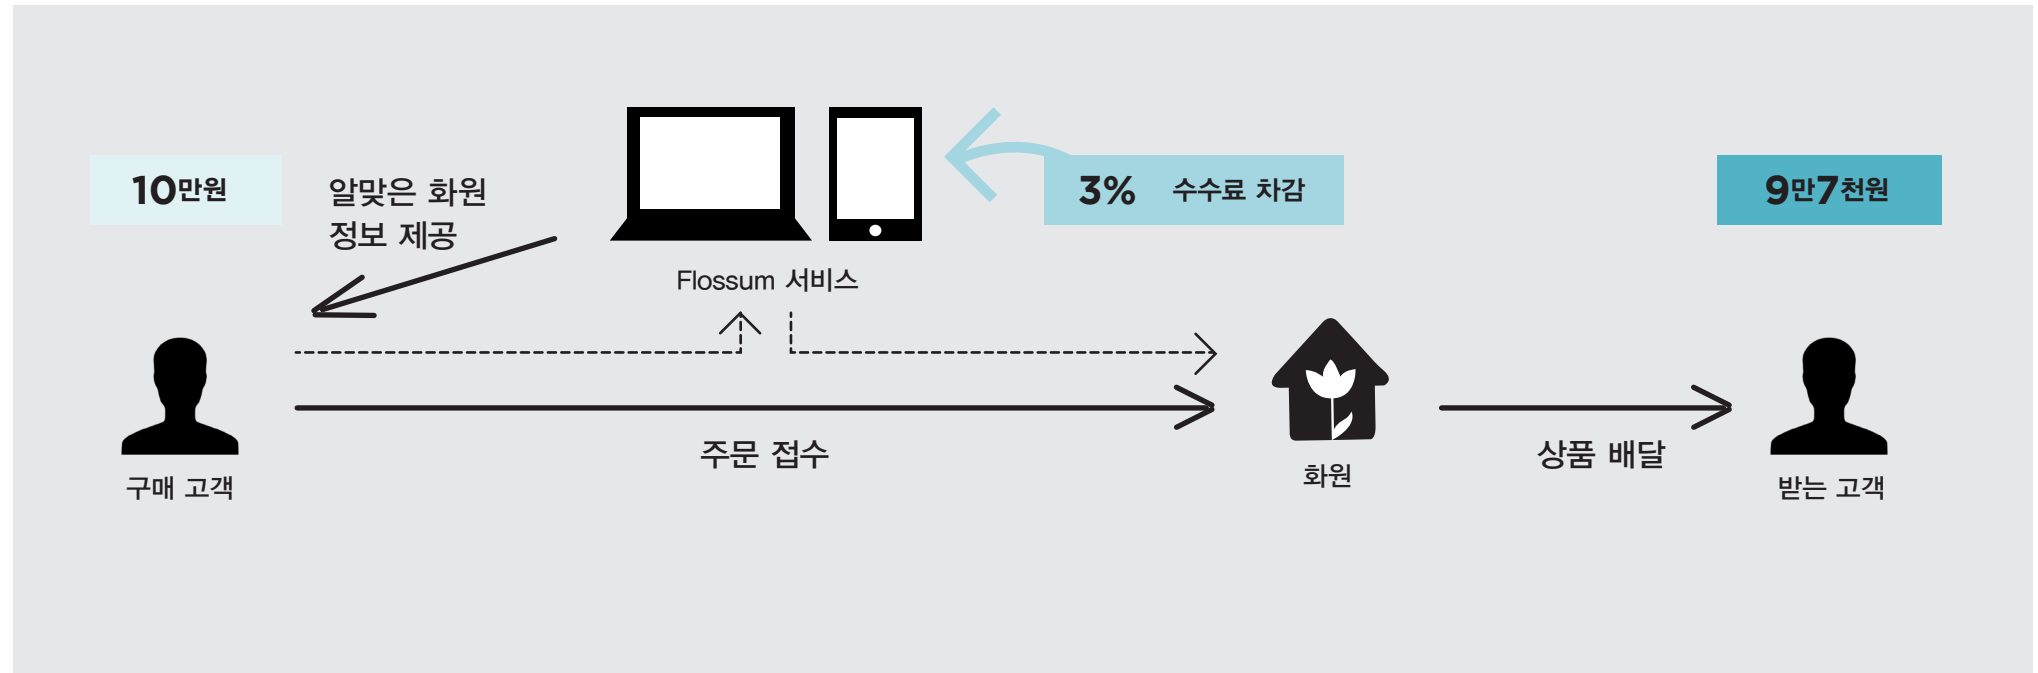 10만원
알맞은 화원
정보 제공
3% 수수료 차감
9만7천원
Flossum 서비스
주문 접수
상품 배달
구매 고객
화원
받는 고객